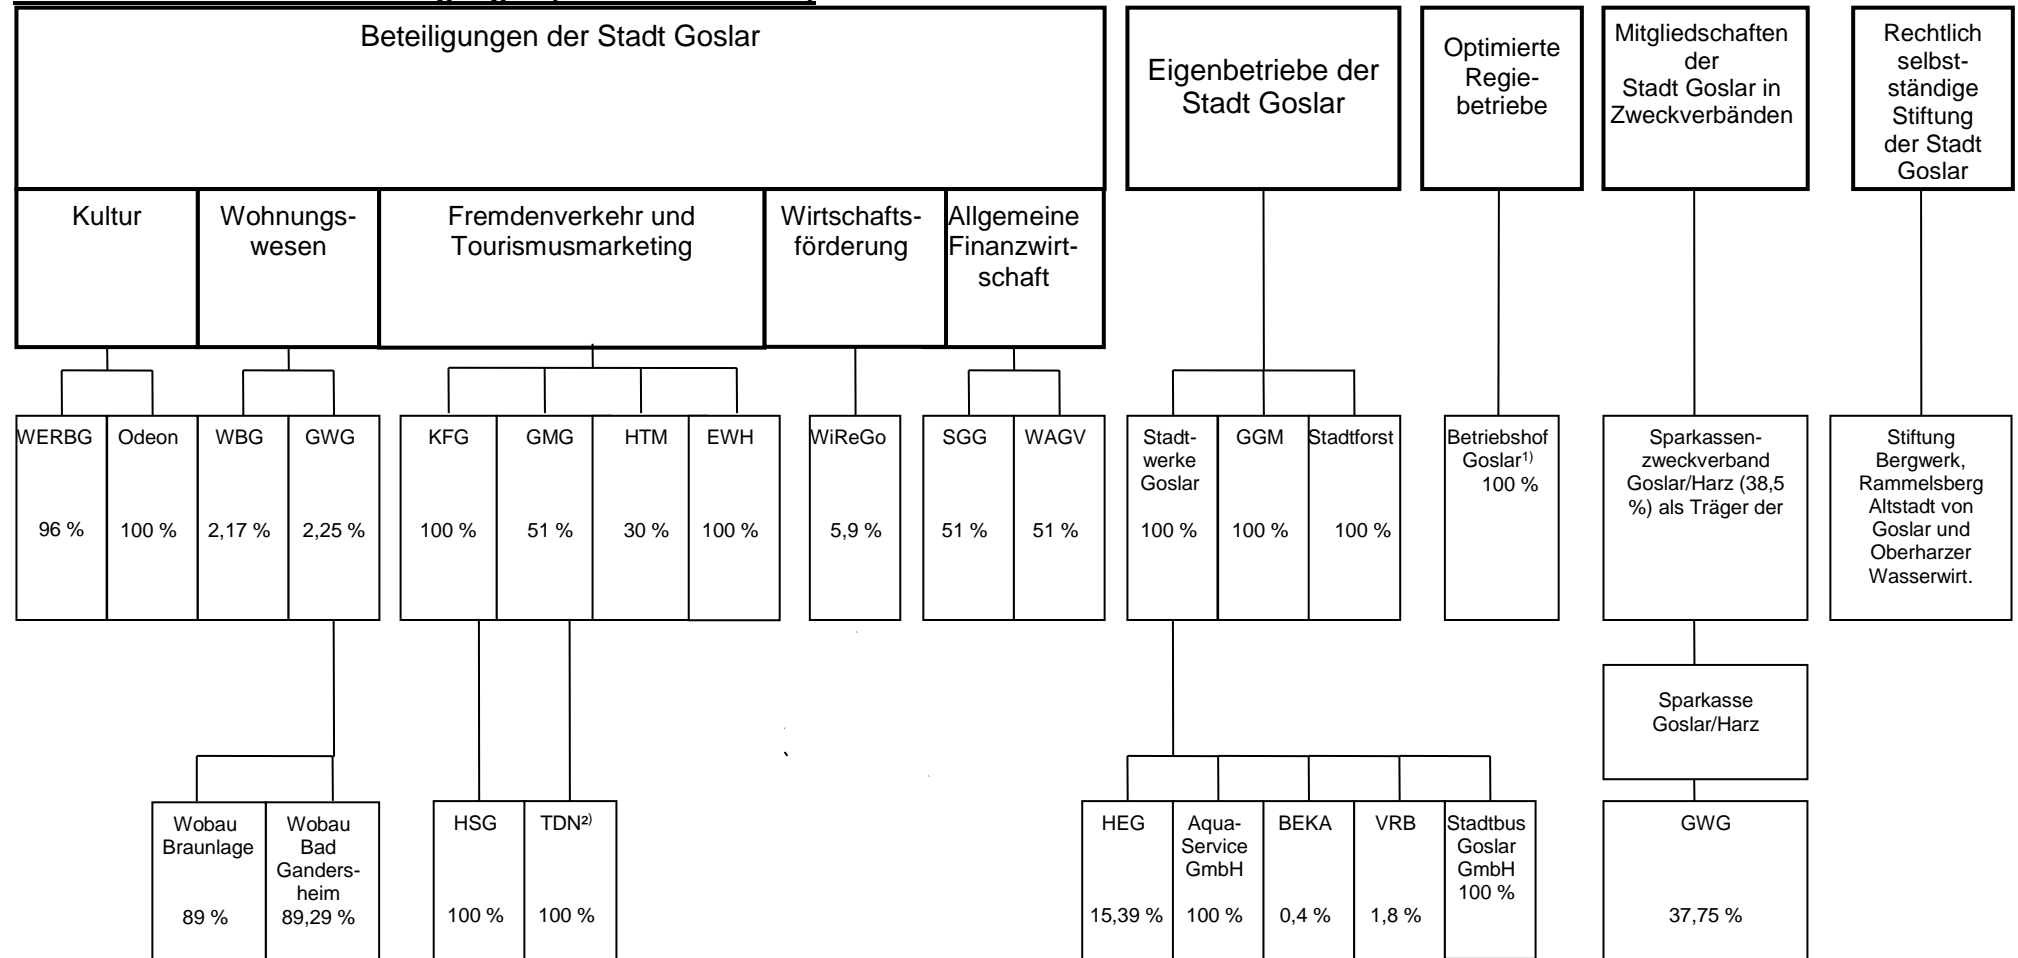 Beteiligungen der Stadt Goslar
Eigenbetriebe der
Stadt Goslar
Optimierte
Regie-
betriebe
Mitgliedschaften
der
Stadt Goslar in
Zweckverbänden
Rechtlich
selbst-
ständige
Stiftung
der Stadt
Goslar
Kultur
Wohnungs-
wesen
Fremdenverkehr und
Tourismusmarketing
Wirtschafts-
förderung
Allgemeine
Finanzwirt-
schaft
WERBG
96 %
Odeon
100 %
WBG
2,17 %
GWG
2,25 %
KFG
100 %
GMG
51 %
HTM
30 %
EWH
100 %
WiReGo
5,9 %
SGG
51 %
WAGV
51 %
Stadt-
werke
Goslar
100 %
GGM
100 %
Stadtforst
100 %
Betriebshof
Goslar¹⁾
100 %
Sparkassen-
zweckverband
Goslar/Harz (38,5
%) als Träger der
Stiftung
Bergwerk,
Rammelsberg
Altstadt von
Goslar und
Oberharzer
Wasserwirt.
Sparkasse
Goslar/Harz
Wobau
Braunlage
89 %
Wobau
Bad
Ganders-
heim
89,29 %
HSG
100 %
TDN²⁾
100 %
HEG
15,39 %
Aqua-
Service
GmbH
100 %
BEKA
0,4 %
VRB
1,8 %
Stadtbus
Goslar
GmbH
100 %
GWG
37,75 %